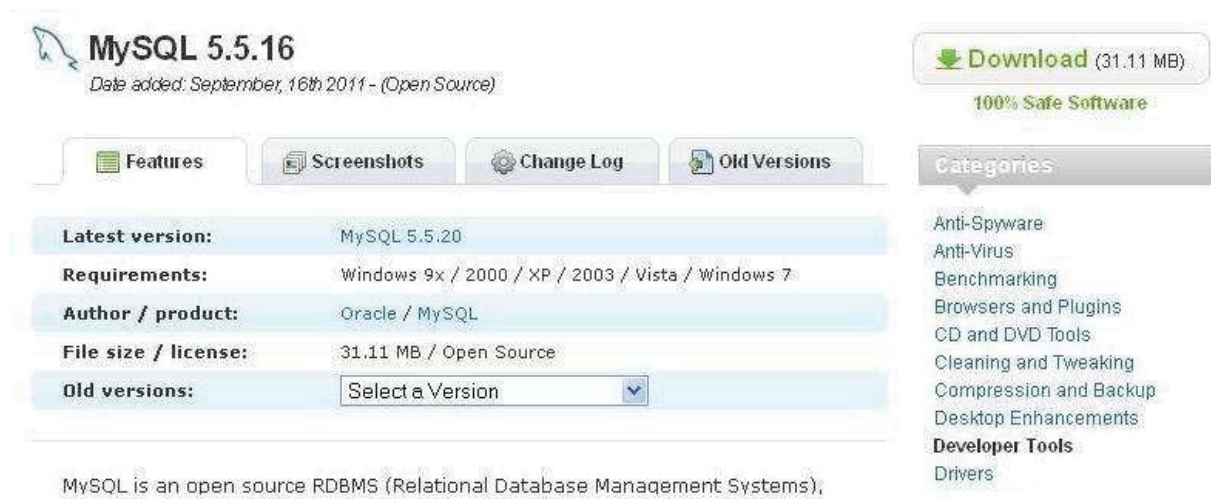 MySQL 5.5.16
Date added: September, 16th 2011 - (Open Source)
Download (31.11 MB)
100% Safe Software
Features
Screenshots
Change Log
Old Versions
Latest version: MySQL 5.5.20
Requirements: Windows 9x / 2000 / XP / 2003 / Vista / Windows 7
Author / product: Oracle / MySQL
File size / license: 31.11 MB / Open Source
Old versions: Select a Version
MySQL is an open source RDBMS (Relational Database Management Systems),
Categories
Anti-Spyware
Anti-Virus
Benchmarking
Browsers and Plugins
CD and DVD Tools
Cleaning and Tweaking
Compression and Backup
Desktop Enhancements
Developer Tools
Drivers